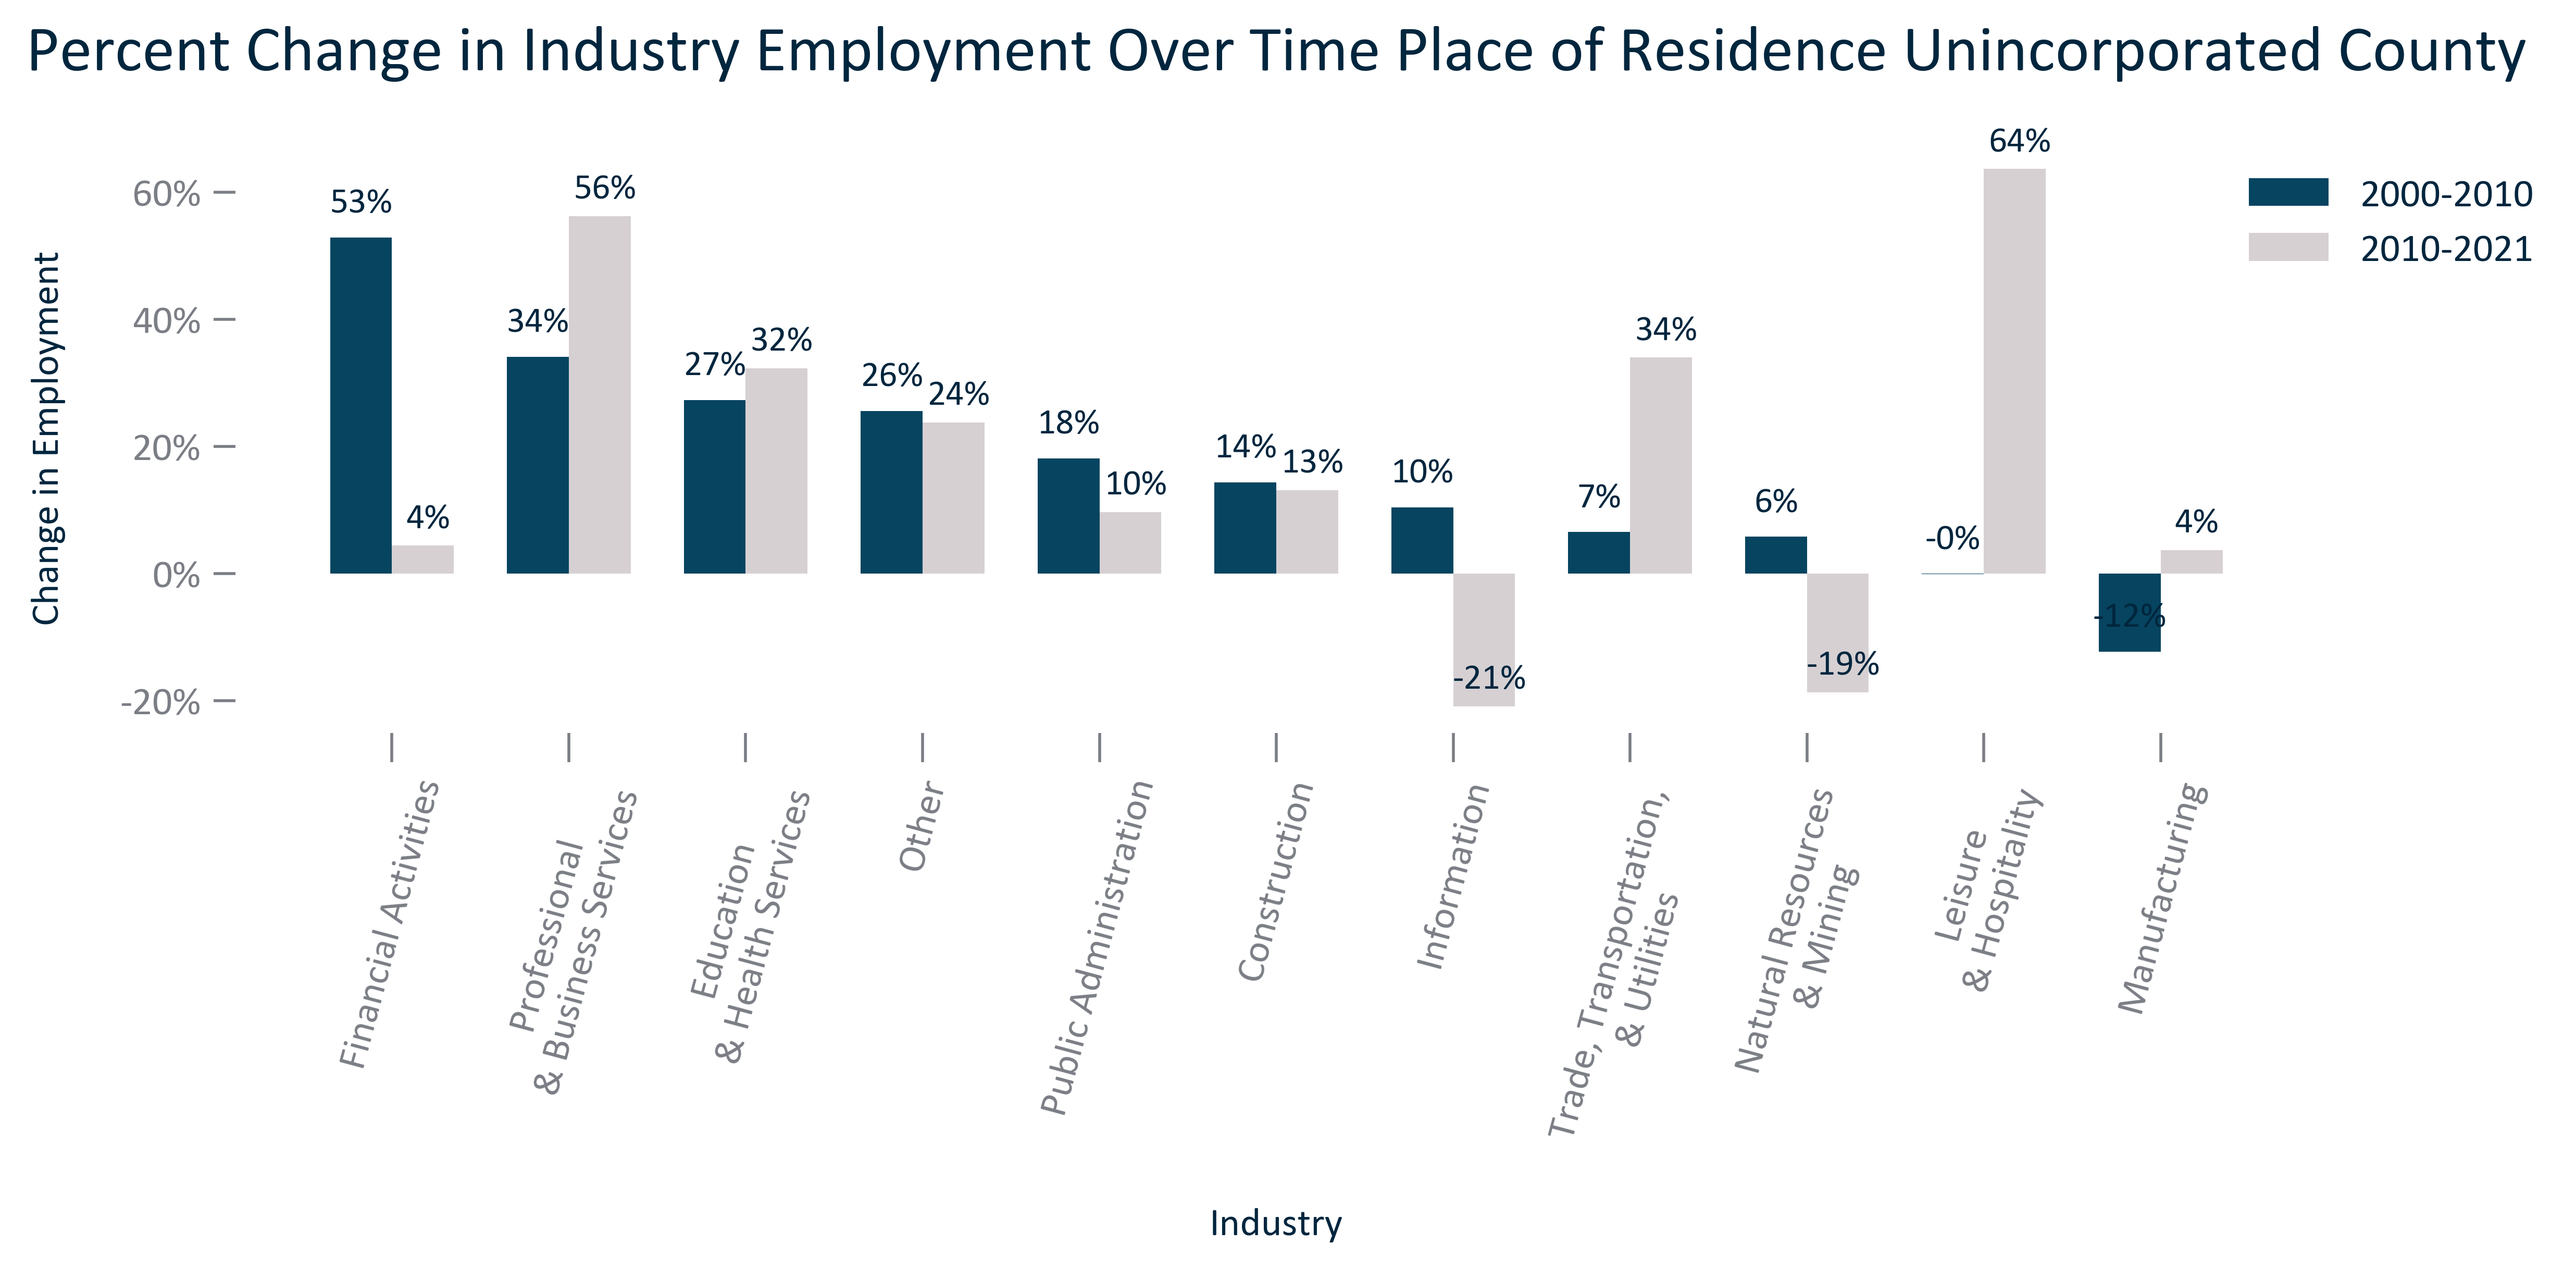 Percent Change in Industry Employment Over Time Place of Residence Unincorporated County
Change in Employment
60%
40%
20%
0%
-20%
2000-2010
2010-2021
53%
4%
34%
56%
27%
32%
26%
24%
18%
10%
14%
13%
10%
-21%
7%
34%
6%
-19%
-0%
64%
-12%
4%
Financial Activities
Professional
& Business Services
Education
& Health Services
Other
Public Administration
Construction
Information
Trade, Transportation,
& Utilities
Natural Resources
& Mining
Leisure
& Hospitality
Manufacturing
Industry